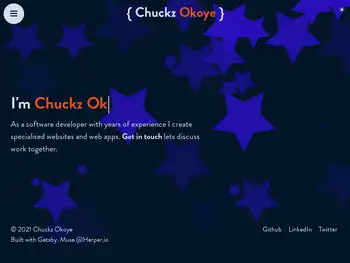 { Chuckz Okoye }
I'm Chuckz Ok
As a software developer with years of experience I create
specialised websites and web apps. Get in touch lets discuss
work together.
© 2021 Chuckz Okoye
Github LinkedIn Twitter
Built with Gatsby. Muse @Herper.io